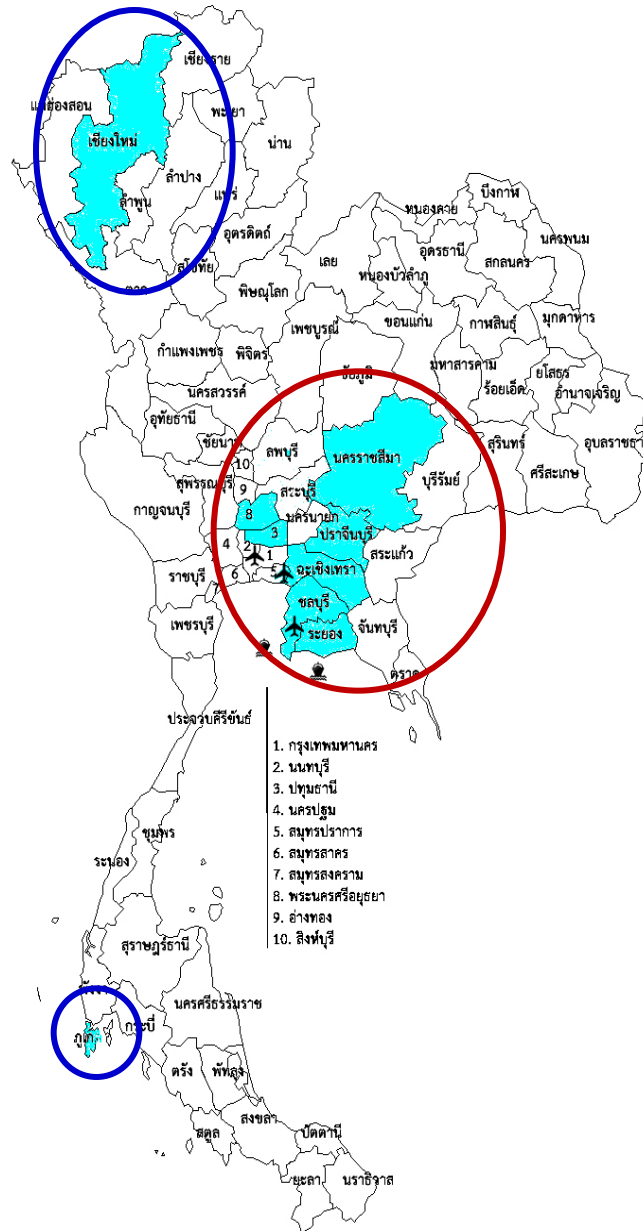 เชียงราย
แม่ฮ่องสอน
พะเยา
เชียงใหม่
น่าน
ลำปาง
ลำพูน
แพร่
บึงกาฬ
หนองคาย
อุตรดิตถ์
นครพนม
เลย
อุดรธานี
สกลนคร
สุโขทัย
หนองบัวลำภู
ตาก
พิษณุโลก
เพชรบูรณ์
ขอนแก่น
กาฬสินธุ์
มุกดาหาร
กำแพงเพชร
พิจิตร
ชัยภูมิ
มหาสารคาม
ยโสธร
ร้อยเอ็ด
อำนาจเจริญ
นครสวรรค์
อุทัยธานี
ชัยนาท
ลพบุรี
นครราชสีมา
สุรินทร์
อุบลราชธา
บุรีรัมย์
ศรีสะเกษ
10
สุพรรณบุรี
9
สระบุรี
กาญจนบุรี
8
นครนายก
3
ปราจีนบุรี
สระแก้ว
4
2
1
ฉะเชิงเทรา
ราชบุรี
6
5
7
ชลบุรี
เพชรบุรี
ระยอง
จันทบุรี
ตราด
ประจวบคีรีขันธ์
1. กรุงเทพมหานคร
2. นนทบุรี
3. ปทุมธานี
4. นครปฐม
5. สมุทรปราการ
6. สมุทรสาคร
7. สมุทรสงคราม
8. พระนครศรีอยุธยา
9. อ่างทอง
10. สิงห์บุรี
ชุมพร
ระนอง
สุราษฎร์ธานี
นครศรีธรรมราช
กระบี่
ภูเก็
ตรัง
พัทลุง
สงขลา
สตูล
ปัตตานี
ยะลา
นราธิวาส